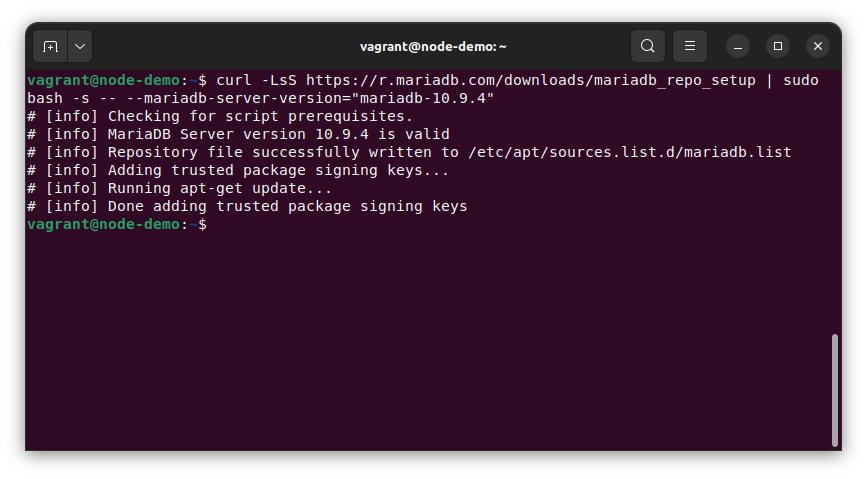 vagrant@node-demo: ~
vagrant@node-demo:~$ curl -LsS https://r.mariadb.com/downloads/mariadb_repo_setup | sudo
bash -s -- --mariadb-server-version="mariadb-10.9.4"
# [info] Checking for script prerequisites.
# [info] MariaDB Server version 10.9.4 is valid
# [info] Repository file successfully written to /etc/apt/sources.list.d/mariadb.list
# [info] Adding trusted package signing keys...
# [info] Running apt-get update...
# [info] Done adding trusted package signing keys
vagrant@node-demo:~$